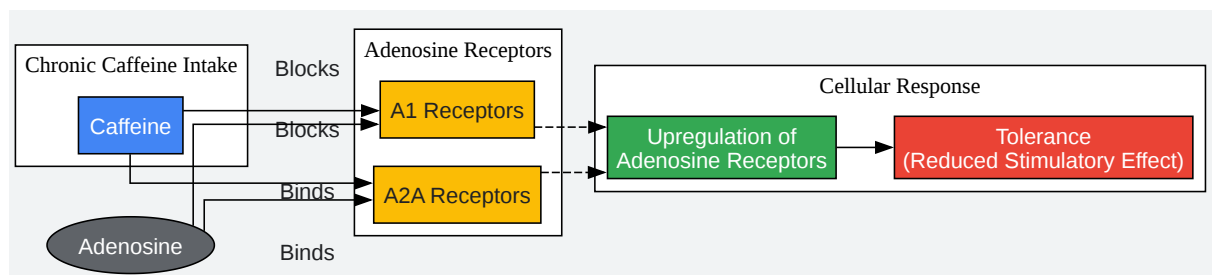 Chronic Caffeine Intake
Caffeine
Adenosine
Blocks
Blocks
Binds
Binds
Adenosine Receptors
A1 Receptors
A2A Receptors
Cellular Response
Upregulation of
Adenosine Receptors
Tolerance
(Reduced Stimulatory Effect)